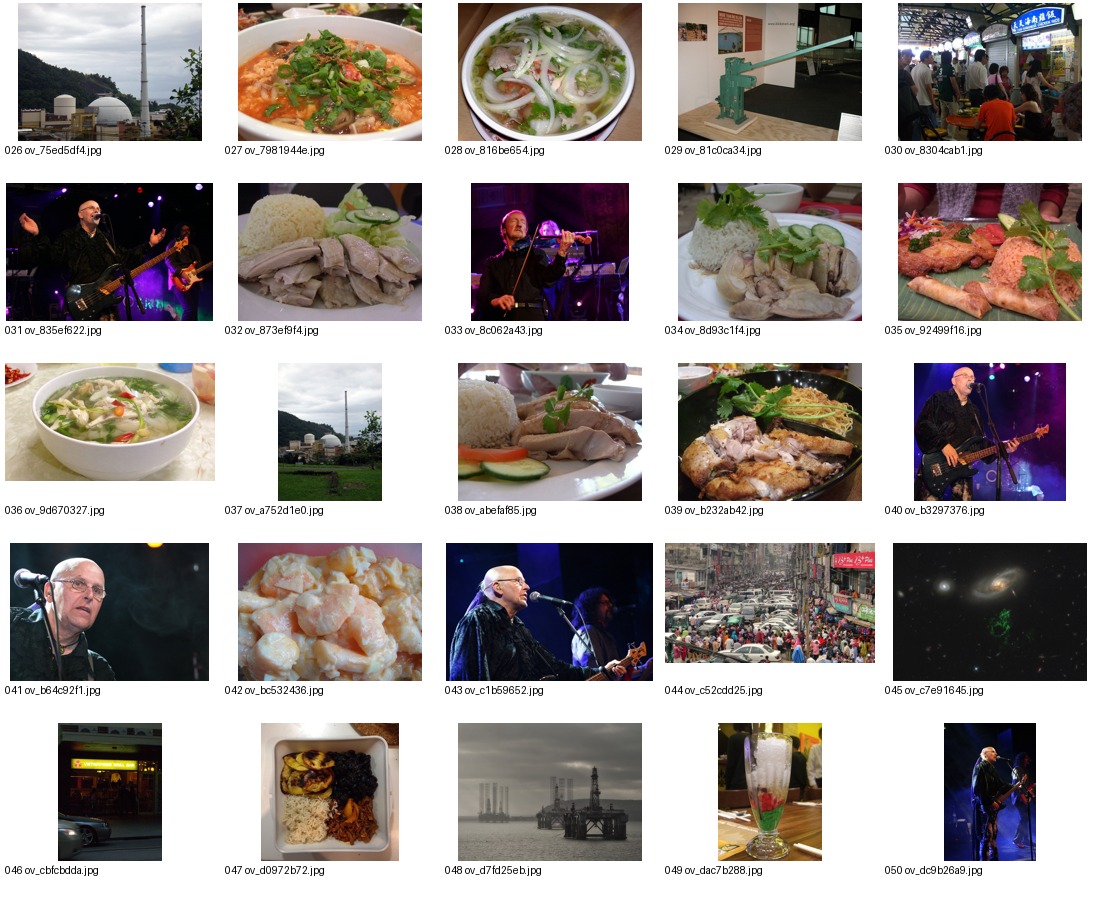 026 ov_75ed5df4.jpg
027 ov_7981944e.jpg
028 ov_816be654.jpg
029 ov_81c0ca34.jpg
030 ov_8304cab1.jpg
031 ov_835ef622.jpg
032 ov_873ef9f4.jpg
033 ov_8c062a43.jpg
034 ov_8d93c1f4.jpg
035 ov_92499f16.jpg
036 ov_9d670327.jpg
037 ov_a752d1e0.jpg
038 ov_abefaf85.jpg
039 ov_b232ab42.jpg
040 ov_b3297376.jpg
041 ov_b64c92f1.jpg
042 ov_bc532436.jpg
043 ov_c1b59652.jpg
044 ov_c52cdd25.jpg
045 ov_c7e91645.jpg
046 ov_cbfcbdda.jpg
047 ov_d0972b72.jpg
048 ov_d7fd25eb.jpg
049 ov_dac7b288.jpg
050 ov_dc9b26a9.jpg